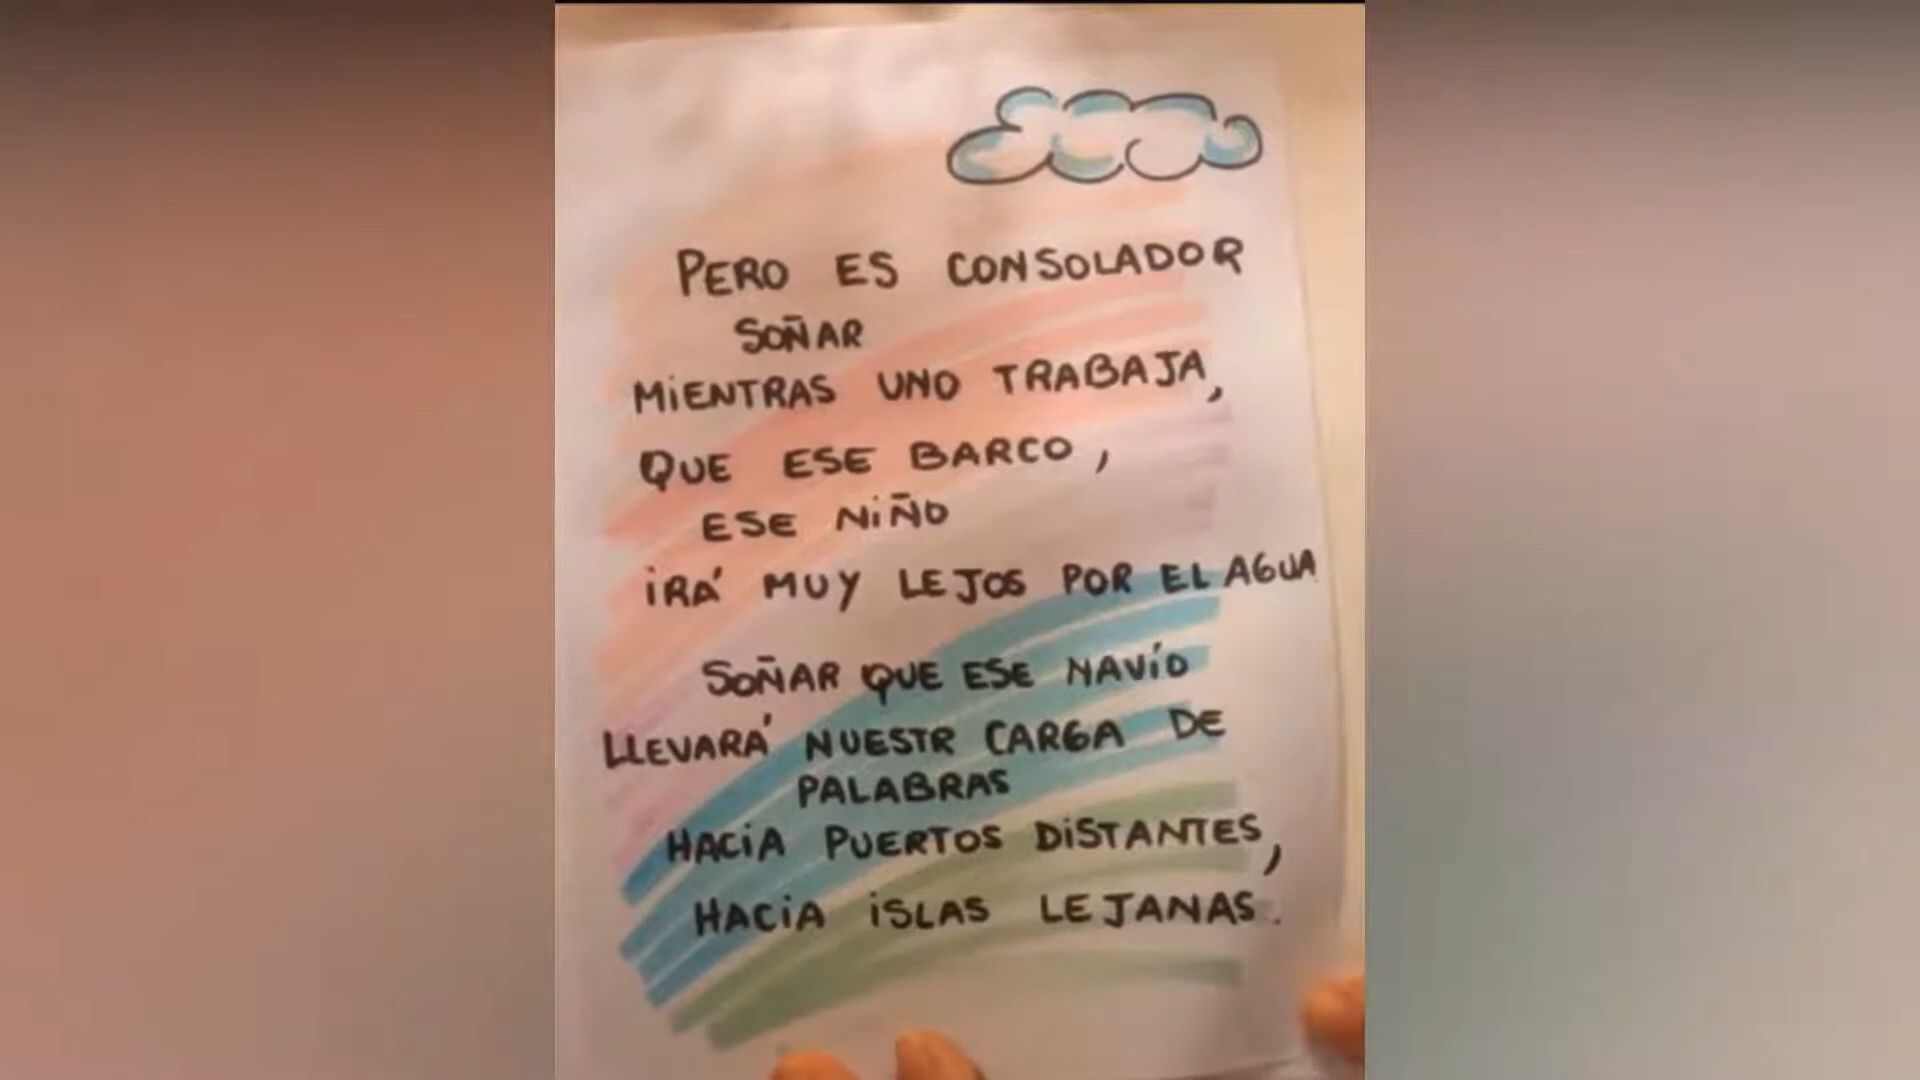 PERO ES CONSOLADOR
SOÑAR
MIENTRAS UNO TRABAJA,
QUE ESE BARCO,
ESE NIÑO
IRÁ MUY LEJOS POR EL AGUA
SOÑAR QUE ESE NAVÍO
LLEVARÁ NUESTR CARGA DE
PALABRAS
HACIA PUERTOS DISTANTES,
HACIA ISLAS LEJANAS.